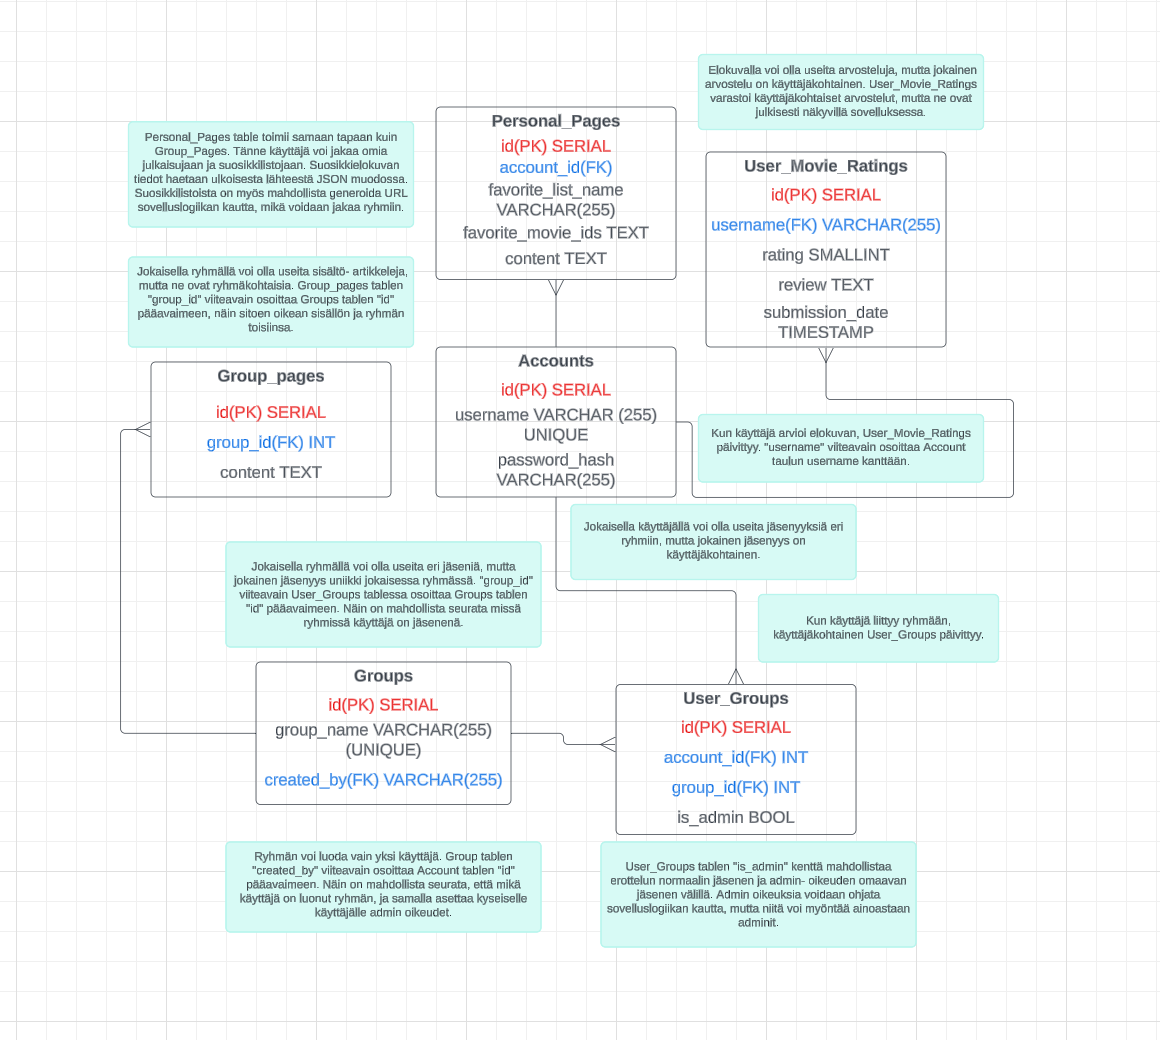 Elokuvalla voi olla useita arvosteluja, mutta jokainen
arvostelu on käyttäjäkohtainen. User_Movie_Ratings
varastoi käyttäjäkohtaiset arvostelut, mutta ne ovat
julkisesti näkyvillä sovelluksessa.
Personal_Pages
id(PK) SERIAL
account_id(FK)
favorite_list_name
VARCHAR(255)
favorite_movie_ids TEXT
content TEXT
Personal_Pages table toimii samaan tapaan kuin
Group_Pages. Tänne käyttäjä voi jakaa omia
julkaisujaan ja suosikkilistojaan. Suosikkielokuvan
tiedot haetaan ulkoisesta lähteestä JSON muodossa.
Suosikkilistoista on myös mahdollista generoida URL
sovelluslogiikan kautta, mikä voidaan jakaa ryhmiin.
User_Movie_Ratings
id(PK) SERIAL
username(FK) VARCHAR(255)
rating SMALLINT
review TEXT
submission_date
TIMESTAMP
Jokaisella ryhmällä voi olla useita sisältö- artikkeleja,
mutta ne ovat ryhmäkohtaisia. Group_pages tablen
"group_id" viiteavain osoittaa Groups tablen "id"
pääavaimeen, näin sitoen oikean sisällön ja ryhmän
toisiinsa.
Group_pages
id(PK) SERIAL
group_id(FK) INT
content TEXT
Accounts
id(PK) SERIAL
username VARCHAR (255)
UNIQUE
password_hash
VARCHAR(255)
Kun käyttäjä arvioi elokuvan, User_Movie_Ratings
päivittyy. "username" viiteavain osoittaa Account
taulun username kanttään.
Jokaisella käyttäjällä voi olla useita jäsenyyksiä eri
ryhmiin, mutta jokainen jäsenyys on
käyttäjäkohtainen.
Jokaisella ryhmällä voi olla useita eri jäseniä, mutta
jokainen jäsenyys uniikki jokaisessa ryhmässä. "group_id"
viiteavain User_Groups tablessa osoittaa Groups tablen
"id" pääavaimeen. Näin on mahdollista seurata missä
ryhmissä käyttäjä on jäsenenä.
Kun käyttäjä liittyy ryhmään,
käyttäjäkohtainen User_Groups päivittyy.
Groups
id(PK) SERIAL
group_name VARCHAR(255)
(UNIQUE)
created_by(FK) VARCHAR(255)
User_Groups
id(PK) SERIAL
account_id(FK) INT
group_id(FK) INT
is_admin BOOL
Ryhmän voi luoda vain yksi käyttäjä. Group tablen
"created_by" viiteavain osoittaa Account tablen "id"
pääavaimeen. Näin on mahdollista seurata, että mikä
käyttäjä on luonut ryhmän, ja samalla asettaa kyseiselle
käyttäjälle admin oikeudet.
User_Groups tablen "is_admin" kenttä mahdollistaa
erottelun normaalin jäsenen ja admin- oikeuden omaavan
jäsenen välillä. Admin oikeuksia voidaan ohjata
sovelluslogiikan kautta, mutta niitä voi myöntää ainoastaan
adminit.